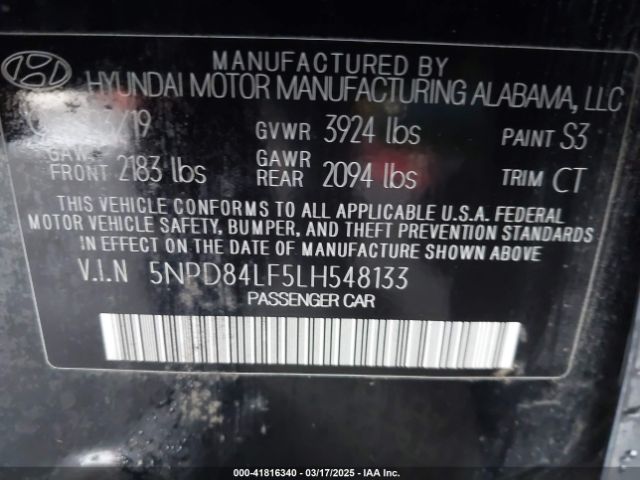 MANUFACTURED BY
HYUNDAI MOTOR MANUFACTURING ALABAMA, LLC
/19 GVWR 3924 lbs PAINT S3
GAWR FRONT 2183 lbs GAWR REAR 2094 lbs TRIM CT
THIS VEHICLE CONFORMS TO ALL APPLICABLE U.S.A. FEDERAL
MOTOR VEHICLE SAFETY, BUMPER, AND THEFT PREVENTION STANDARDS
IN EFFECT ON THE DATE OF MANUFACTURE SHOWN ABOVE
V.I.N 5NPD84LF5LH548133
PASSENGER CAR
000-41816340 - 03/17/2025 - IAA Inc.